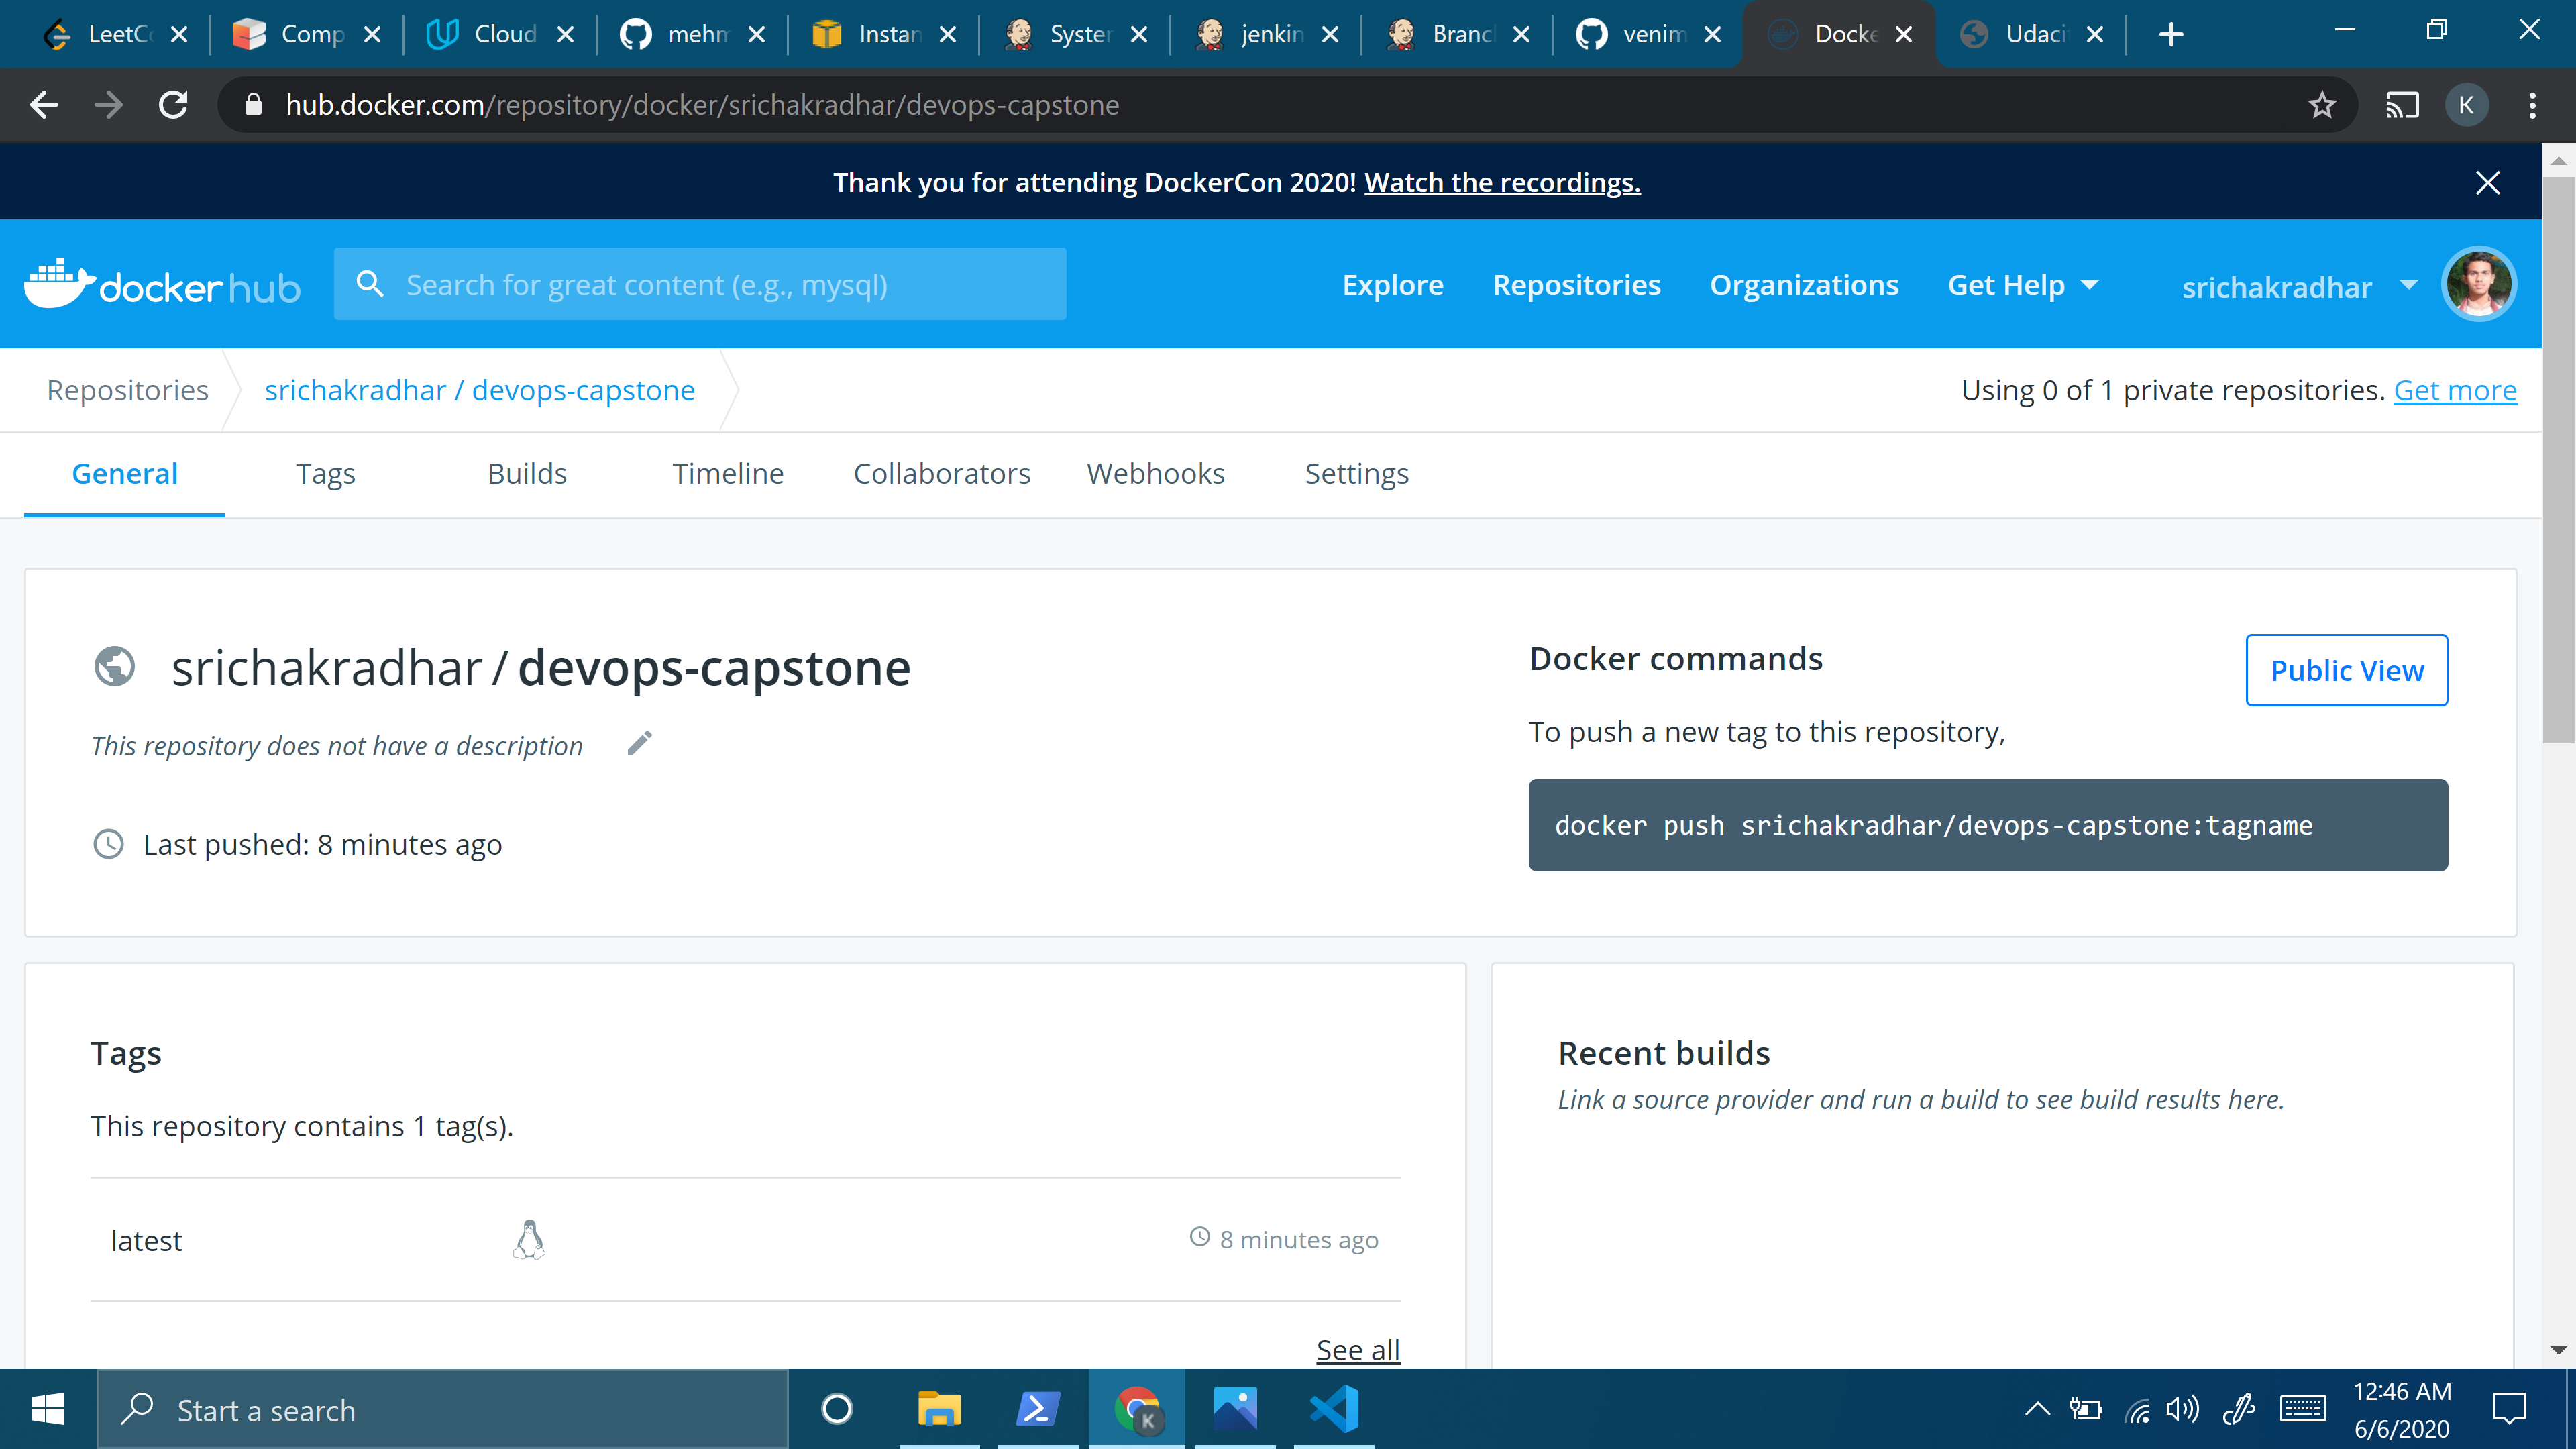 LeetC
Comp
Cloud
mehm
Instan
System
jenkin
Branc
venim
Docke
Udaci
hub.docker.com/repository/docker/srichakradhar/devops-capstone
K
Thank you for attending DockerCon 2020! Watch the recordings.
docker hub
Search for great content (e.g., mysql)
Explore
Repositories
Organizations
Get Help
srichakradhar
Repositories
srichakradhar / devops-capstone
Using 0 of 1 private repositories. Get more
General
Tags
Builds
Timeline
Collaborators
Webhooks
Settings
srichakradhar / devops-capstone
This repository does not have a description
Last pushed: 8 minutes ago
Docker commands
Public View
To push a new tag to this repository,
docker push srichakradhar/devops-capstone:tagname
Tags
This repository contains 1 tag(s).
latest
8 minutes ago
See all
Recent builds
Link a source provider and run a build to see build results here.
Start a search
K
12:46 AM
6/6/2020